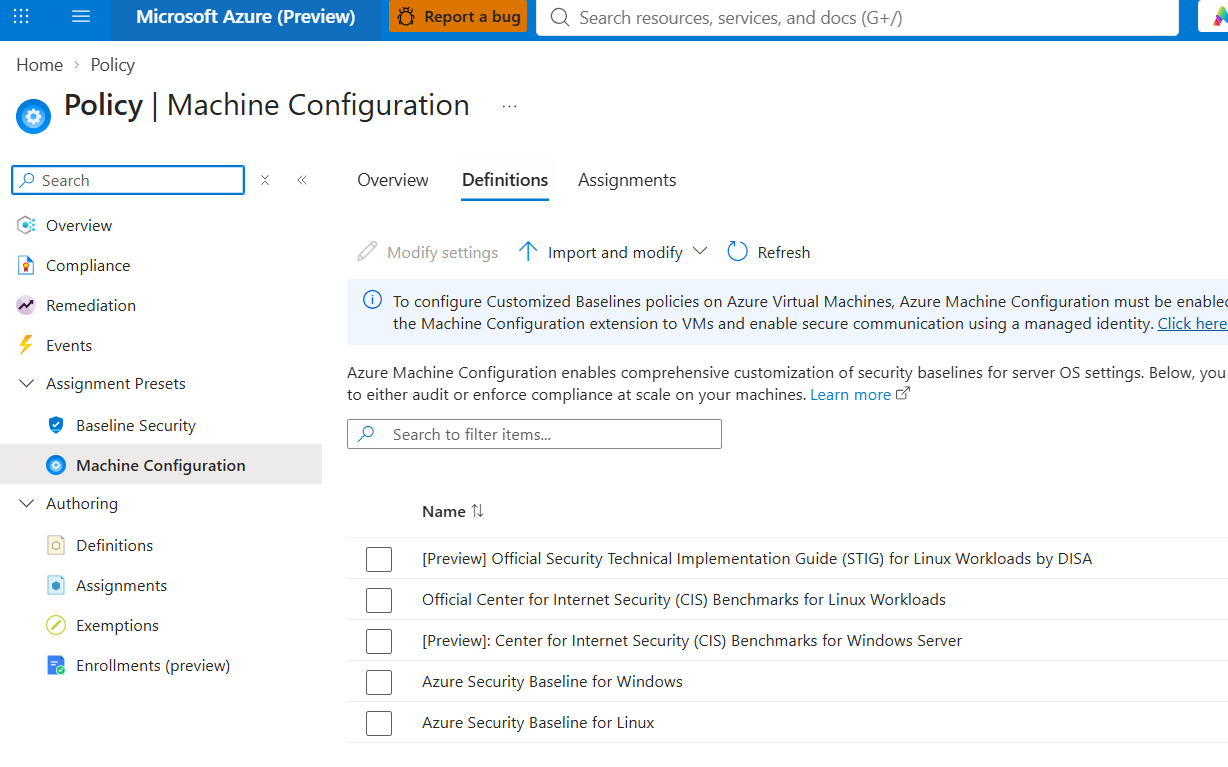 Microsoft Azure (Preview)
Report a bug
Search resources, services, and docs (G+/)
Home > Policy
Policy | Machine Configuration ...
Search
Overview
Compliance
Remediation
Events
Assignment Presets
Baseline Security
Machine Configuration
Authoring
Definitions
Assignments
Exemptions
Enrollments (preview)
Overview Definitions Assignments
Modify settings Import and modify Refresh
To configure Customized Baselines policies on Azure Virtual Machines, Azure Machine Configuration must be enabled
the Machine Configuration extension to VMs and enable secure communication using a managed identity. Click here
Azure Machine Configuration enables comprehensive customization of security baselines for server OS settings. Below, you
to either audit or enforce compliance at scale on your machines. Learn more
Search to filter items...
Name
[Preview] Official Security Technical Implementation Guide (STIG) for Linux Workloads by DISA
Official Center for Internet Security (CIS) Benchmarks for Linux Workloads
[Preview]: Center for Internet Security (CIS) Benchmarks for Windows Server
Azure Security Baseline for Windows
Azure Security Baseline for Linux